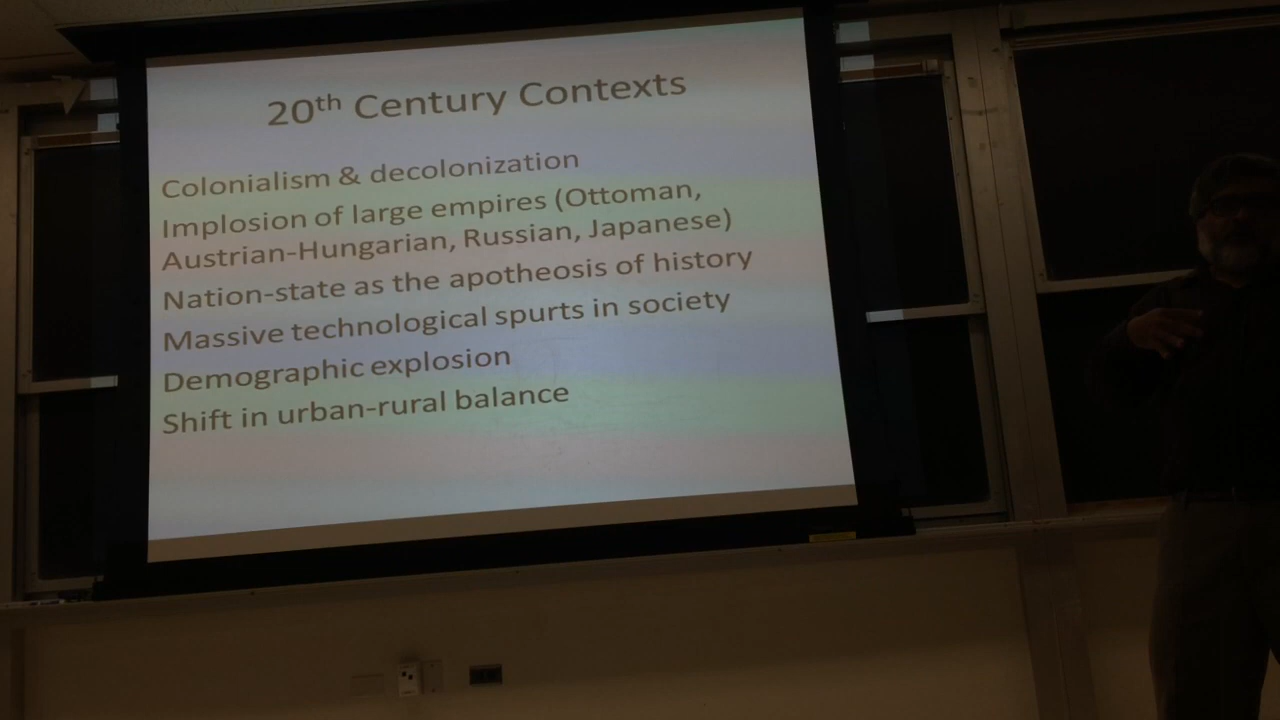 20th Century Contexts
Colonialism & decolonization
Implosion of large empires (Ottoman,
Austrian-Hungarian, Russian, Japanese)
Nation-state as the apotheosis of history
Massive technological spurts in society
Demographic explosion
Shift in urban-rural balance